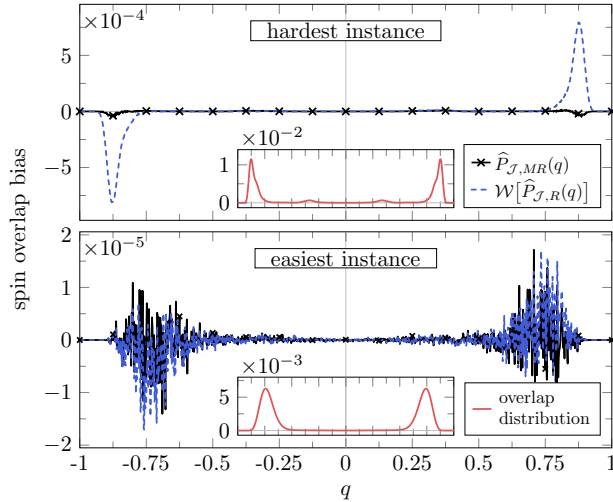 ×10⁻⁴
hardest instance
5
0
−5
×10⁻²
1
0
P̂_{𝒥,MR}(q)
𝒲[P̂_{𝒥,R}(q)]
spin overlap bias
2
×10⁻⁵
easiest instance
1
0
−1
−2
×10⁻³
5
0
overlap
distribution
-1 -0.75 -0.5 -0.25 0 0.25 0.5 0.75 1
q